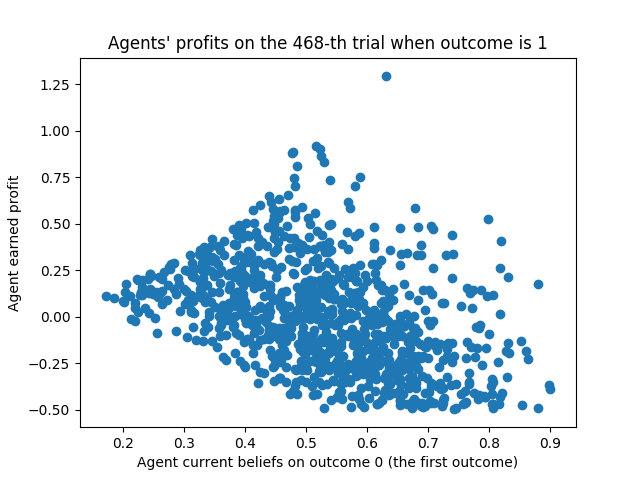 Agents' profits on the 468-th trial when outcome is 1
1.25
1.00
0.75
0.50
0.25
0.00
−0.25
−0.50
Agent earned profit
0.2 0.3 0.4 0.5 0.6 0.7 0.8 0.9
Agent current beliefs on outcome 0 (the first outcome)